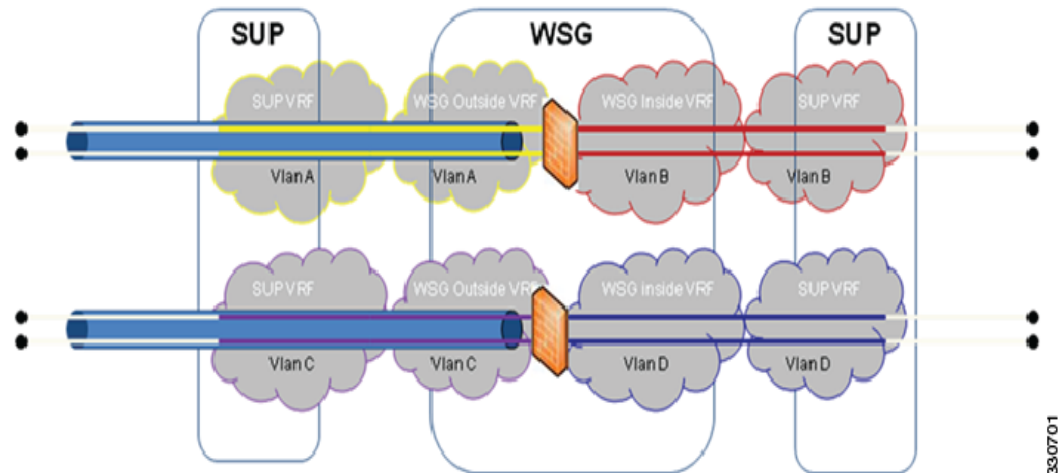 SUP WSG SUP
SUP VRF WSG Outside VRF WSG Inside VRF SUP VRF
Vlan A Vlan A Vlan B Vlan B
SUP VRF WSG Outside VRF WSG Inside VRF SUP VRF
Vlan C Vlan C Vlan D Vlan D
330701